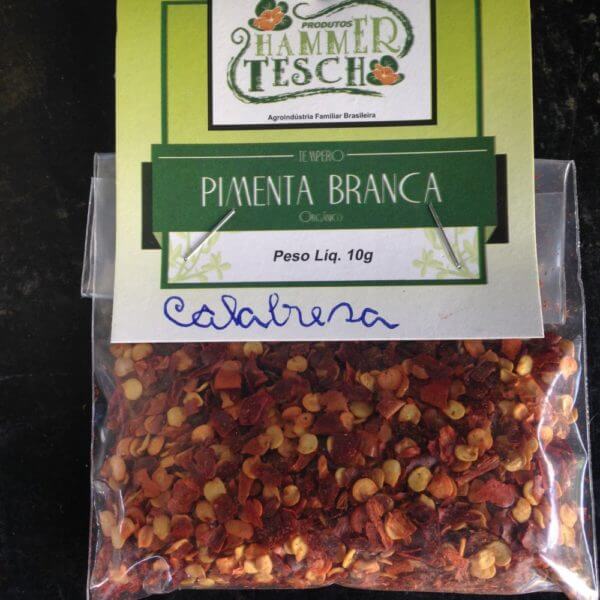 PRODUTOS
HAMMER
TESCH
Agroindústria Familiar Brasileira
TEMPERO
PIMENTA BRANCA
ORGÂNICO
Peso Líq. 10g
Calabresa